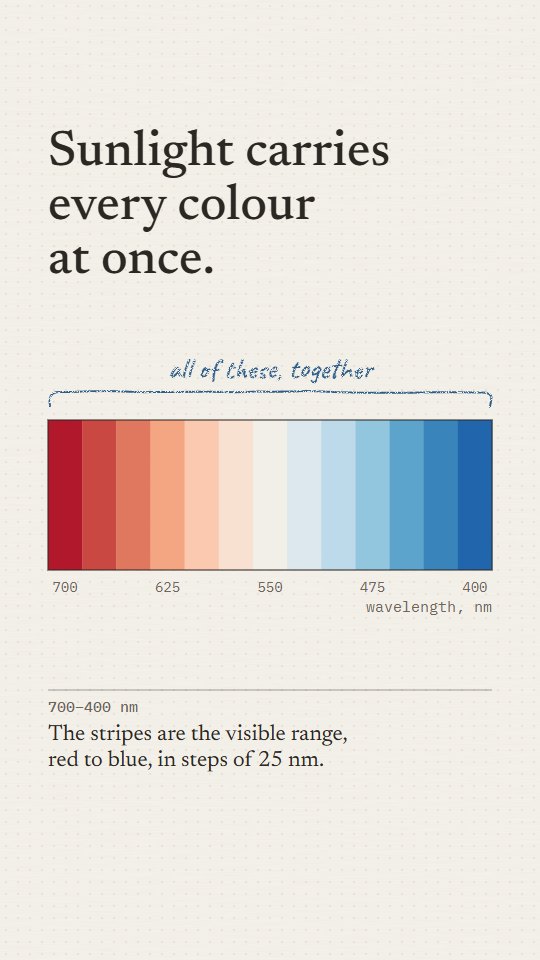 Sunlight carries
every colour
at once.
all of these, together
700 625 550 475 400
wavelength, nm
700–400 nm
The stripes are the visible range,
red to blue, in steps of 25 nm.